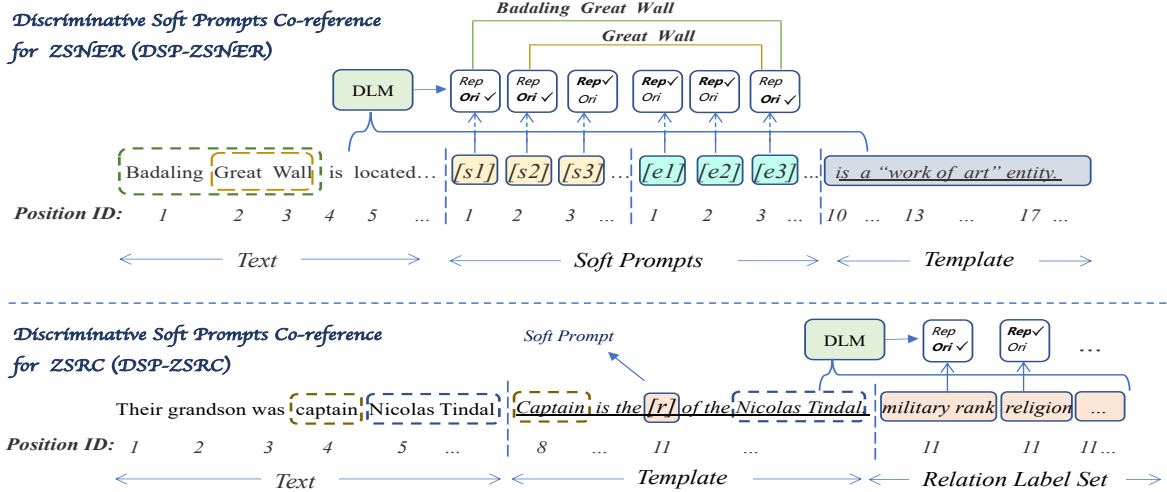 Discriminative Soft Prompts Co-reference
for ZSNER (DSP-ZSNER)
Badaling Great Wall
Great Wall
DLM
Rep Rep Rep Rep✓ Rep✓ Rep
Ori ✓ Ori ✓ Ori Ori Ori Ori ✓
Badaling Great Wall is located… [s1] [s2] [s3] … [e1] [e2] [e3] … is a “work of art” entity.
Position ID: 1 2 3 4 5 … 1 2 3 … 1 2 3 … 10 … 13 … 17 …
Text Soft Prompts Template
Discriminative Soft Prompts Co-reference
for ZSRC (DSP-ZSRC)
Soft Prompt
DLM
Rep Rep✓
Ori ✓ Ori
…
Their grandson was captain Nicolas Tindal Captain is the [r] of the Nicolas Tindal. military rank religion …
Position ID: 1 2 3 4 5 … 8 … 11 … 11 11 11…
Text Template Relation Label Set